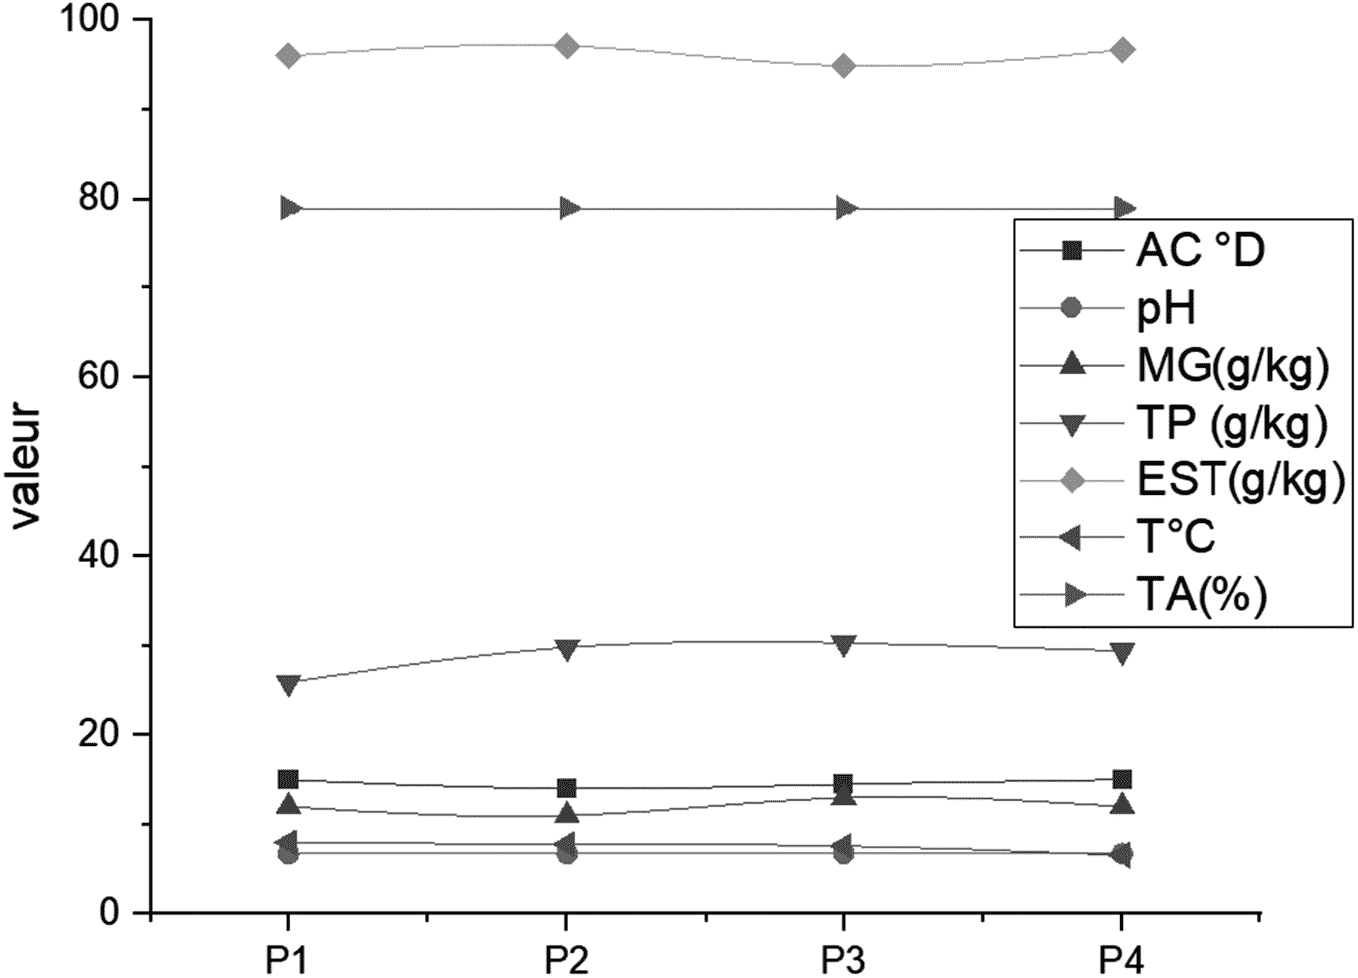 100
80
60
40
20
0
valeur
P1
P2
P3
P4
AC °D
pH
MG(g/kg)
TP (g/kg)
EST(g/kg)
T°C
TA(%)